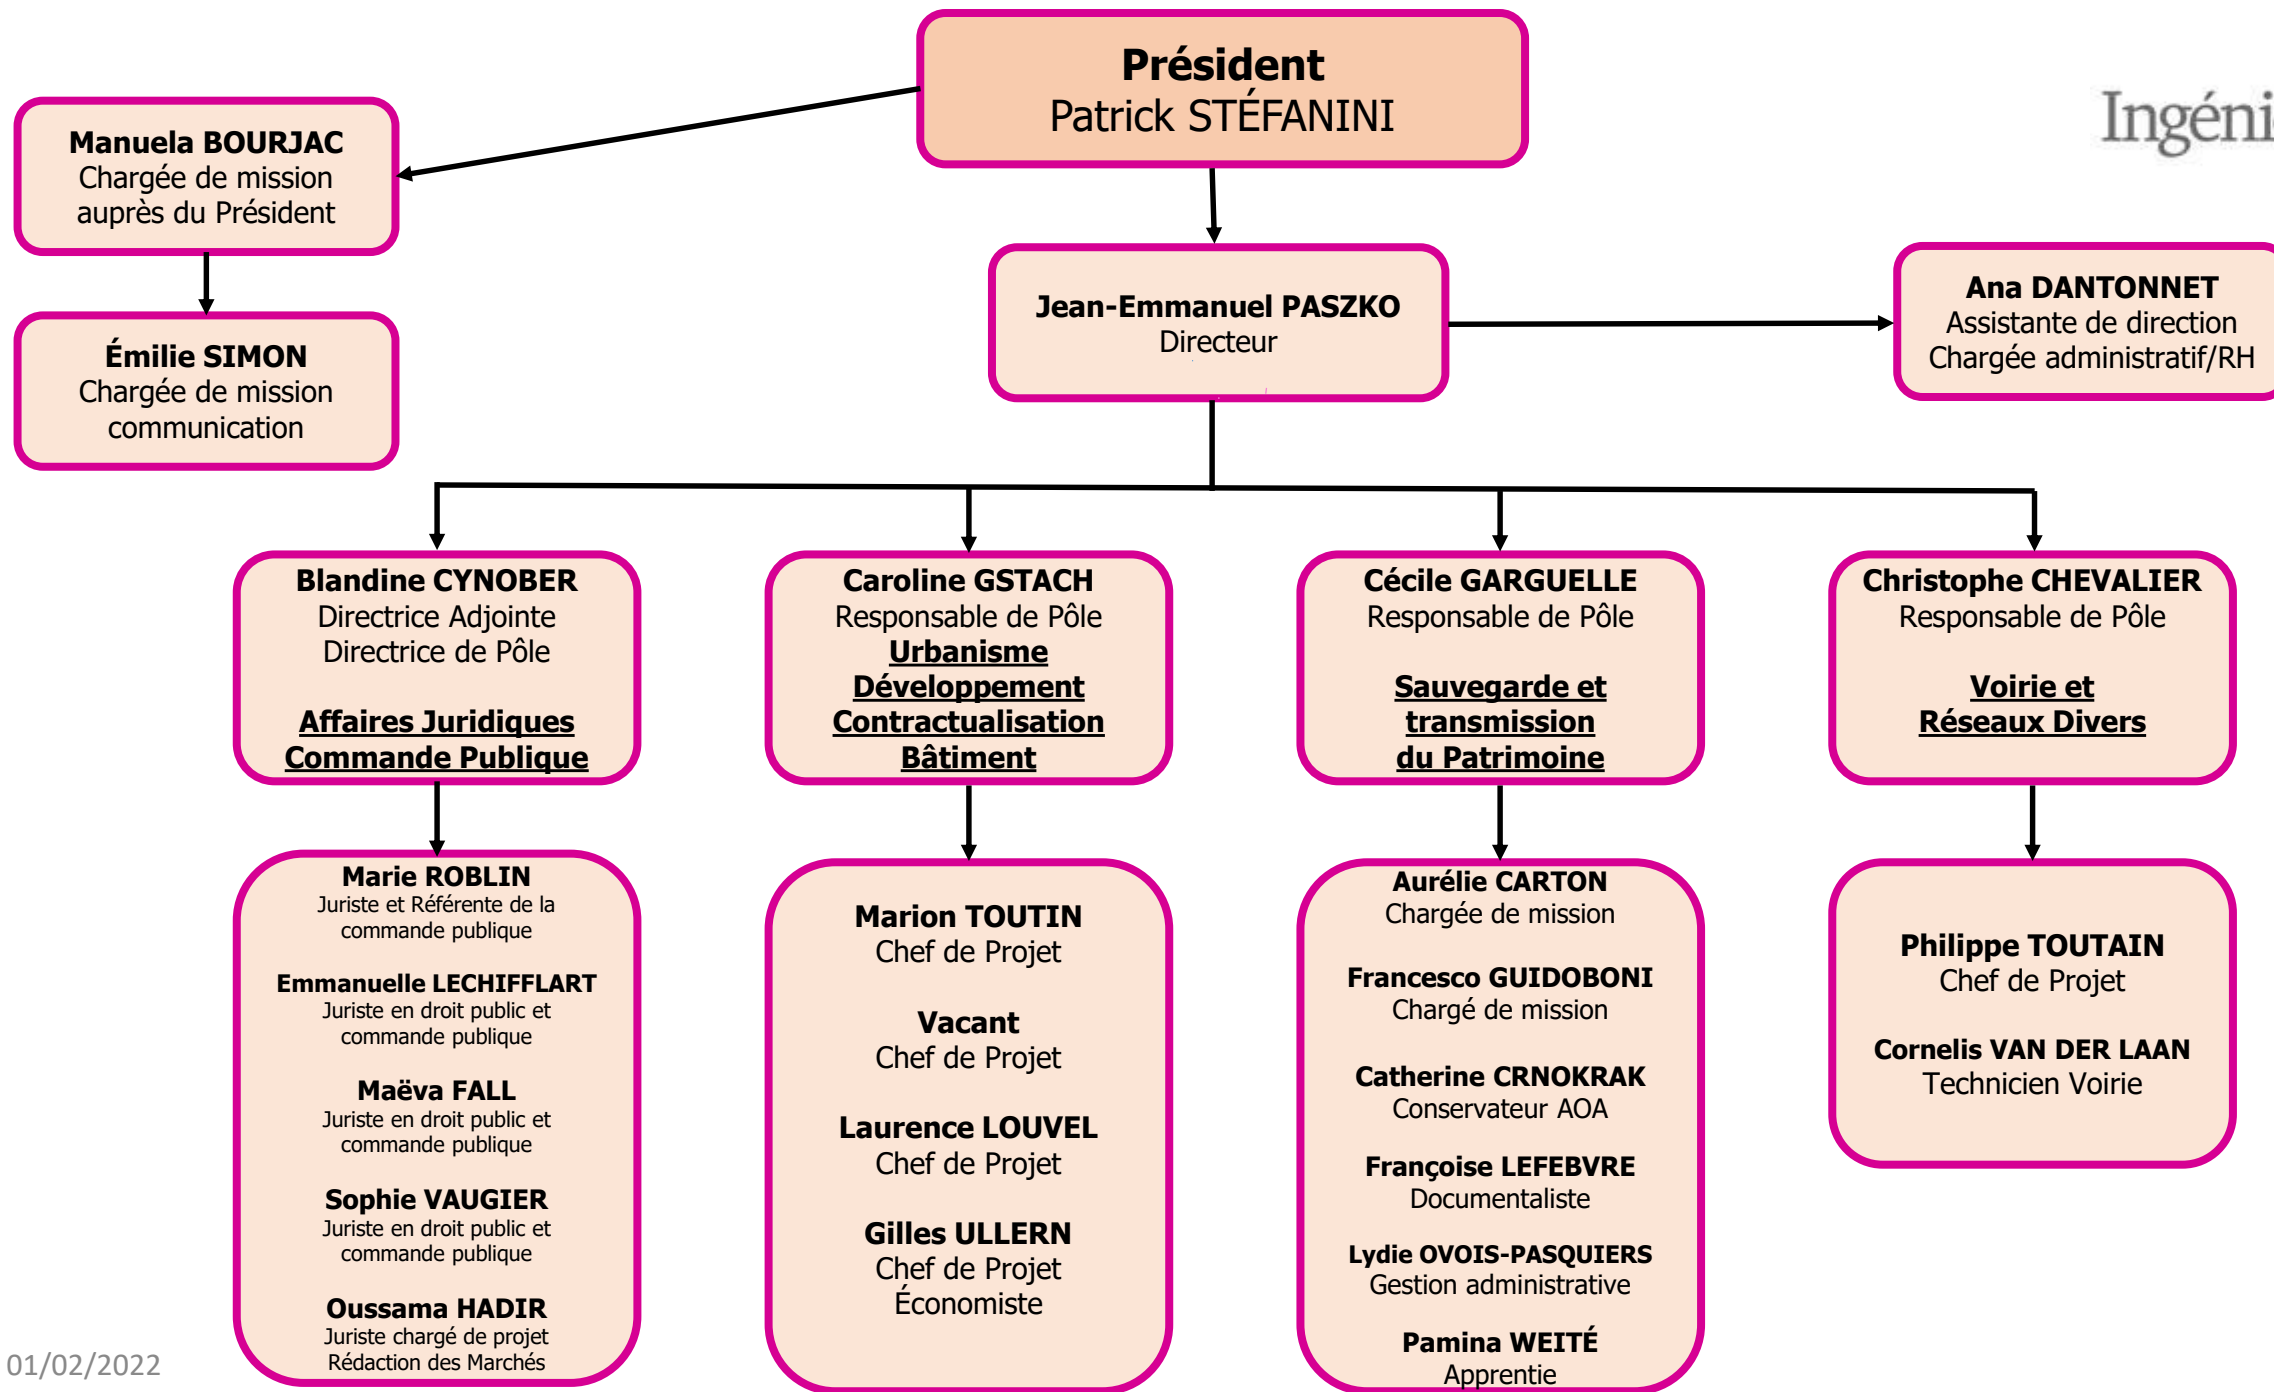 Président
Patrick STÉFANINI
Ingéni
Manuela BOURJAC
Chargée de mission
auprès du Président
Émilie SIMON
Chargée de mission
communication
Jean-Emmanuel PASZKO
Directeur
Ana DANTONNET
Assistante de direction
Chargée administratif/RH
Blandine CYNOBER
Directrice Adjointe
Directrice de Pôle
Affaires Juridiques
Commande Publique
Caroline GSTACH
Responsable de Pôle
Urbanisme
Développement
Contractualisation
Bâtiment
Cécile GARGUELLE
Responsable de Pôle
Sauvegarde et
transmission
du Patrimoine
Christophe CHEVALIER
Responsable de Pôle
Voirie et
Réseaux Divers
Marie ROBLIN
Juriste et Référente de la
commande publique
Emmanuelle LECHIFFLART
Juriste en droit public et
commande publique
Maëva FALL
Juriste en droit public et
commande publique
Sophie VAUGIER
Juriste en droit public et
commande publique
Oussama HADIR
Juriste chargé de projet
Rédaction des Marchés
Marion TOUTIN
Chef de Projet
Vacant
Chef de Projet
Laurence LOUVEL
Chef de Projet
Gilles ULLERN
Chef de Projet
Économiste
Aurélie CARTON
Chargée de mission
Francesco GUIDOBONI
Chargé de mission
Catherine CRNOKRAK
Conservateur AOA
Françoise LEFEBVRE
Documentaliste
Lydie OVOIS-PASQUIERS
Gestion administrative
Pamina WEITÉ
Apprentie
Philippe TOUTAIN
Chef de Projet
Cornelis VAN DER LAAN
Technicien Voirie
01/02/2022